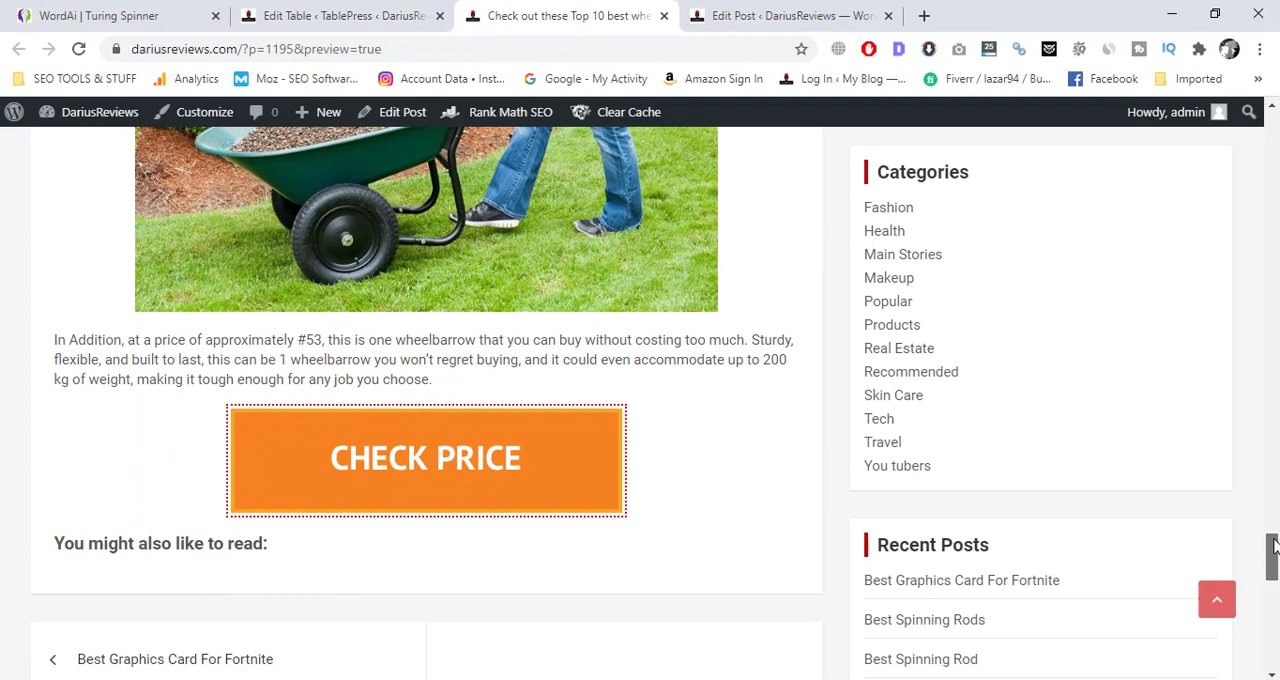 WordAi | Turing Spinner
Edit Table ‹ TablePress ‹ DariusRe
Check out these Top 10 best whe
Edit Post ‹ DariusReviews — Wor
dariusreviews.com/?p=1195&preview=true
SEO TOOLS & STUFF
Analytics
Moz - SEO Softwar...
Account Data • Inst...
Google - My Activity
Amazon Sign In
Log In ‹ My Blog —...
Fiverr / lazar94 / Bu...
Facebook
Imported
DariusReviews
Customize
0
New
Edit Post
Rank Math SEO
Clear Cache
Howdy, admin
In Addition, at a price of approximately #53, this is one wheelbarrow that you can buy without costing too much. Sturdy,
flexible, and built to last, this can be 1 wheelbarrow you won’t regret buying, and it could even accommodate up to 200
kg of weight, making it tough enough for any job you choose.
CHECK PRICE
You might also like to read:
Best Graphics Card For Fortnite
Categories
Fashion
Health
Main Stories
Makeup
Popular
Products
Real Estate
Recommended
Skin Care
Tech
Travel
You tubers
Recent Posts
Best Graphics Card For Fortnite
Best Spinning Rods
Best Spinning Rod